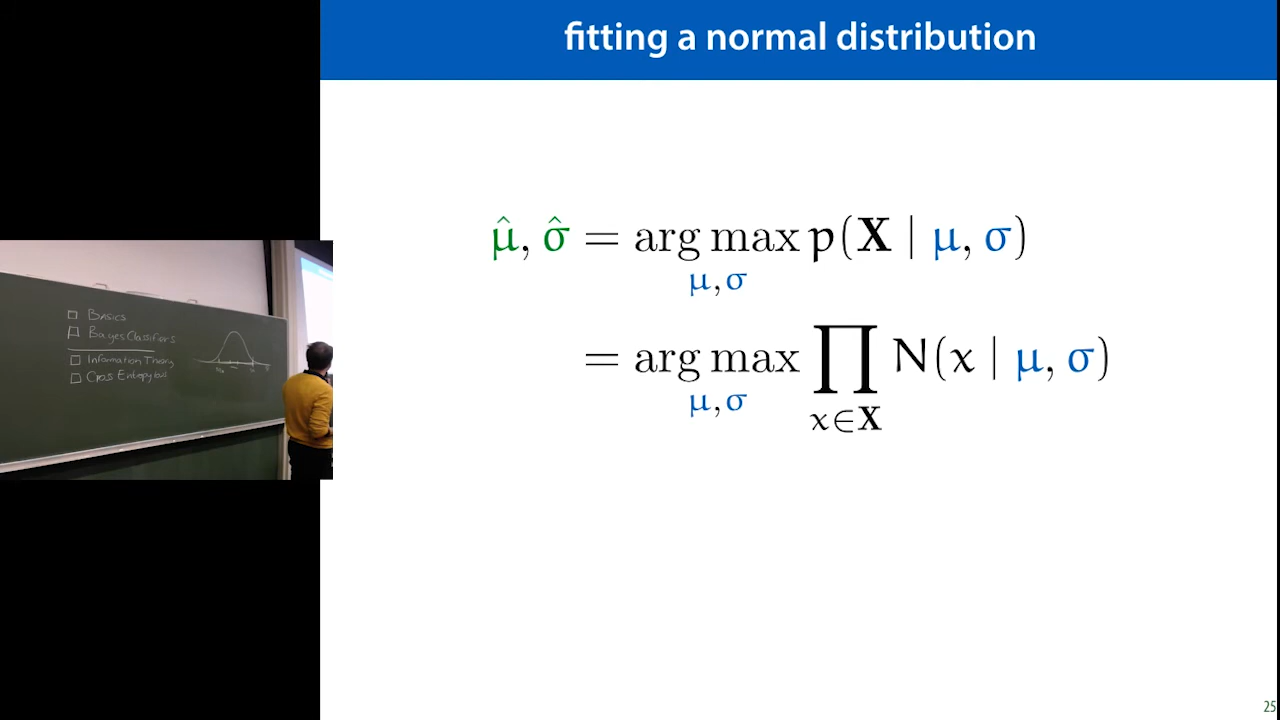 fitting a normal distribution
μ̂, σ̂ = arg max p(X | μ, σ)
μ,σ
= arg max ∏ N(x | μ, σ)
μ,σ x∈X
Basics
Bayes Classifiers
Information Theory
Cross Entropy
25